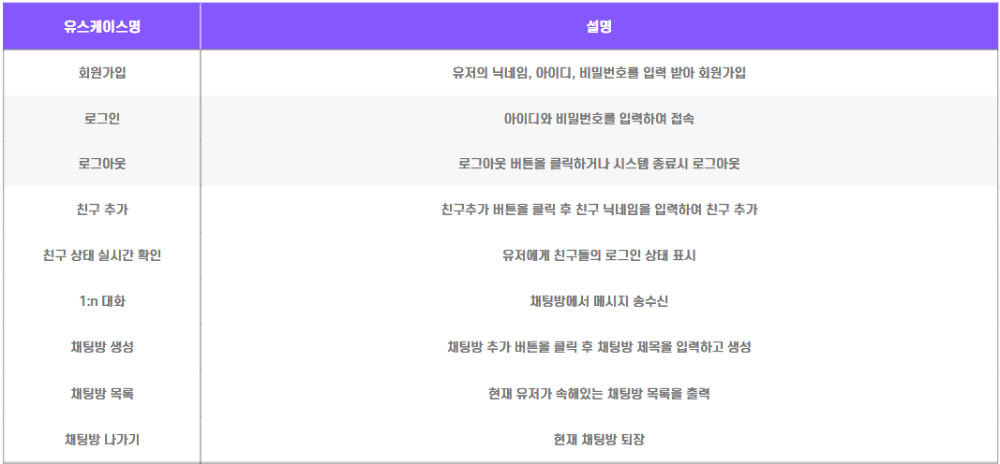 유스케이스명 설명
회원가입 유저의 닉네임, 아이디, 비밀번호를 입력 받아 회원가입
로그인 아이디와 비밀번호를 입력하여 접속
로그아웃 로그아웃 버튼을 클릭하거나 시스템 종료시 로그아웃
친구 추가 친구추가 버튼을 클릭 후 친구 닉네임을 입력하여 친구 추가
친구 상태 실시간 확인 유저에게 친구들의 로그인 상태 표시
1:n 대화 채팅방에서 메시지 송수신
채팅방 생성 채팅방 추가 버튼을 클릭 후 채팅방 제목을 입력하고 생성
채팅방 목록 현재 유저가 속해있는 채팅방 목록을 출력
채팅방 나가기 현재 채팅방 퇴장